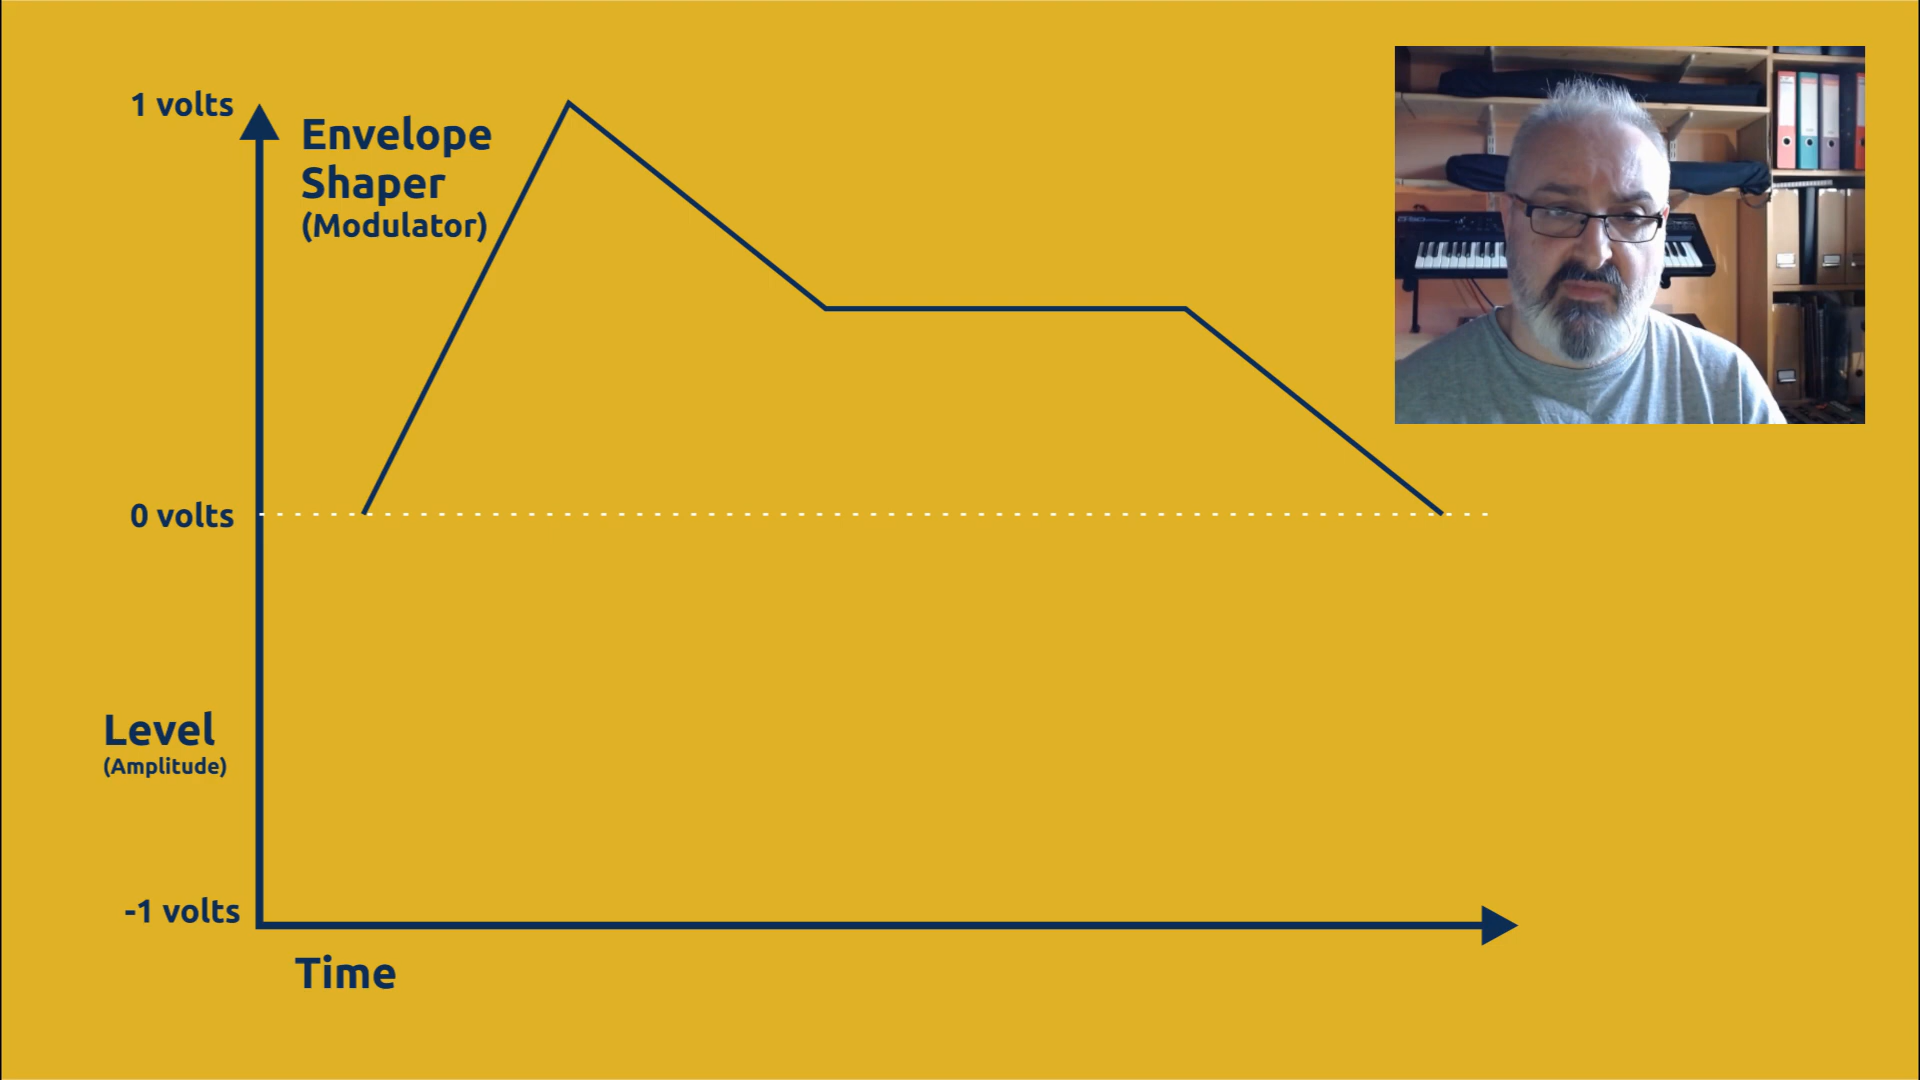 1 volts
Envelope
Shaper
(Modulator)
0 volts
Level
(Amplitude)
-1 volts
Time